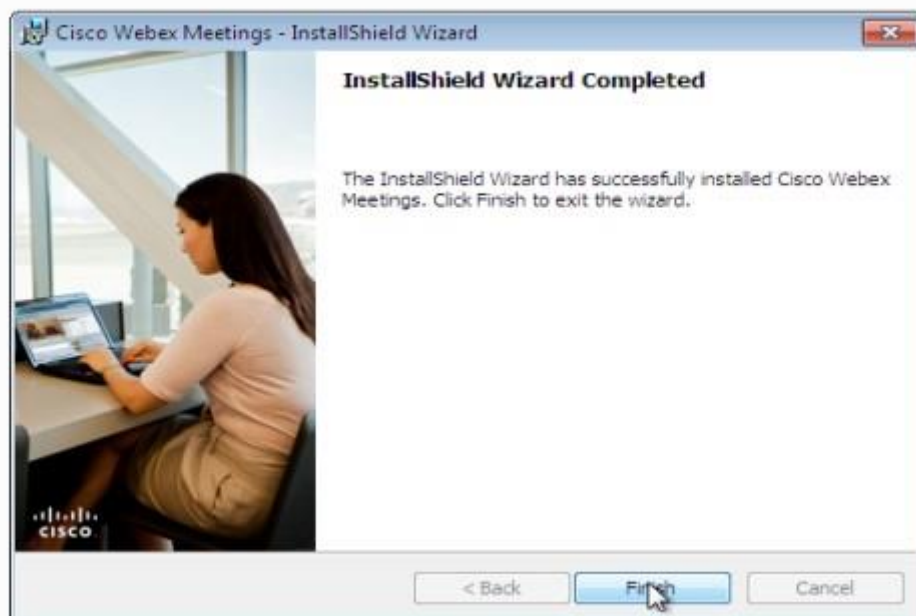 Cisco Webex Meetings - InstallShield Wizard
InstallShield Wizard Completed
The InstallShield Wizard has successfully installed Cisco Webex
Meetings. Click Finish to exit the wizard.
CISCO
< Back Finish Cancel